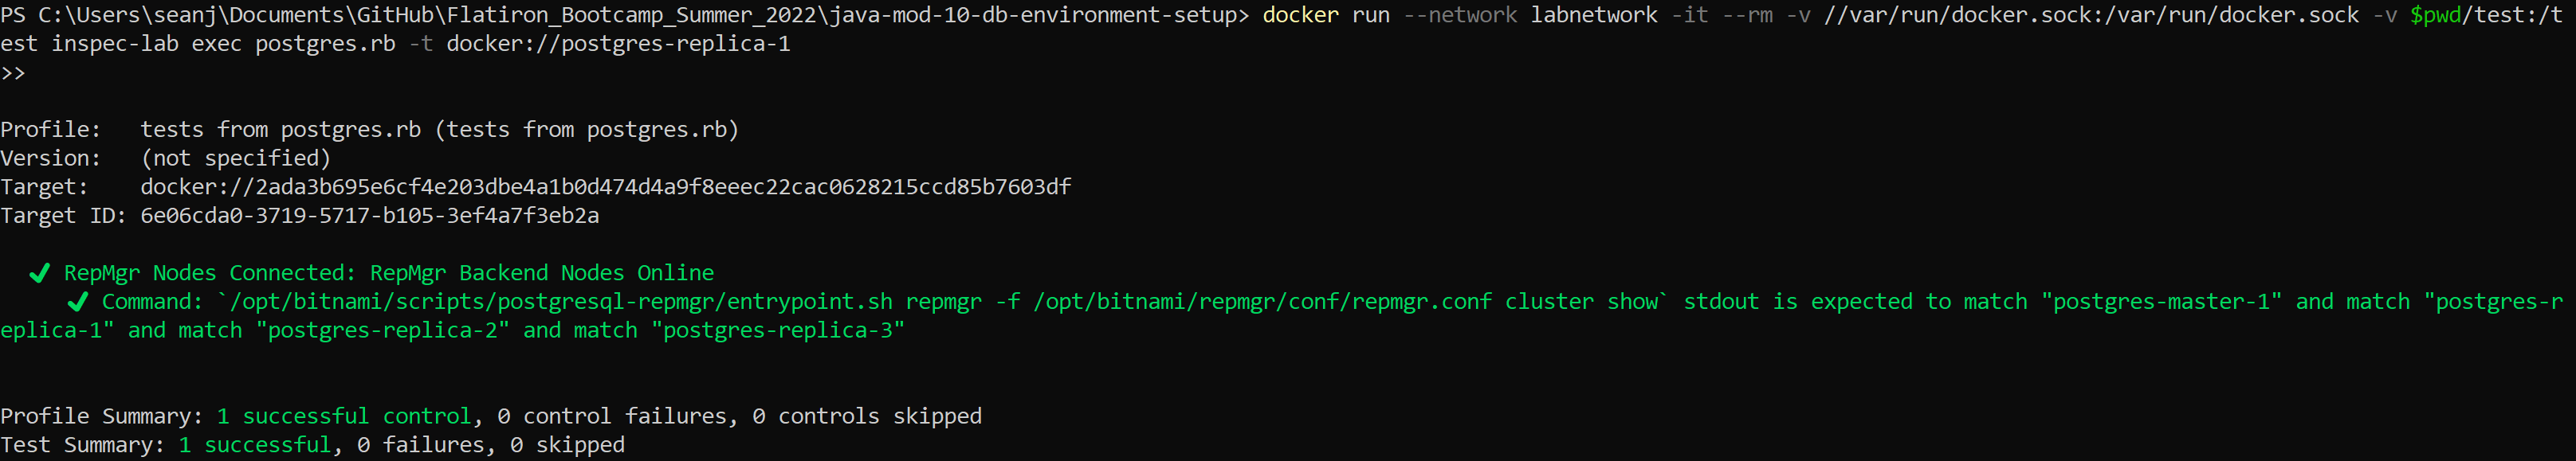 PS C:\Users\seanj\Documents\GitHub\Flatiron_Bootcamp_Summer_2022\java-mod-10-db-environment-setup> docker run --network labnetwork -it --rm -v //var/run/docker.sock:/var/run/docker.sock -v $pwd/test:/t
est inspec-lab exec postgres.rb -t docker://postgres-replica-1
>>
Profile:   tests from postgres.rb (tests from postgres.rb)
Version:   (not specified)
Target:    docker://2ada3b695e6cf4e203dbe4a1b0d474d4a9f8eeec22cac0628215ccd85b7603df
Target ID: 6e06cda0-3719-5717-b105-3ef4a7f3eb2a
✔ RepMgr Nodes Connected: RepMgr Backend Nodes Online
✔ Command: `/opt/bitnami/scripts/postgresql-repmgr/entrypoint.sh repmgr -f /opt/bitnami/repmgr/conf/repmgr.conf cluster show` stdout is expected to match "postgres-master-1" and match "postgres-r
eplica-1" and match "postgres-replica-2" and match "postgres-replica-3"
Profile Summary: 1 successful control, 0 control failures, 0 controls skipped
Test Summary: 1 successful, 0 failures, 0 skipped